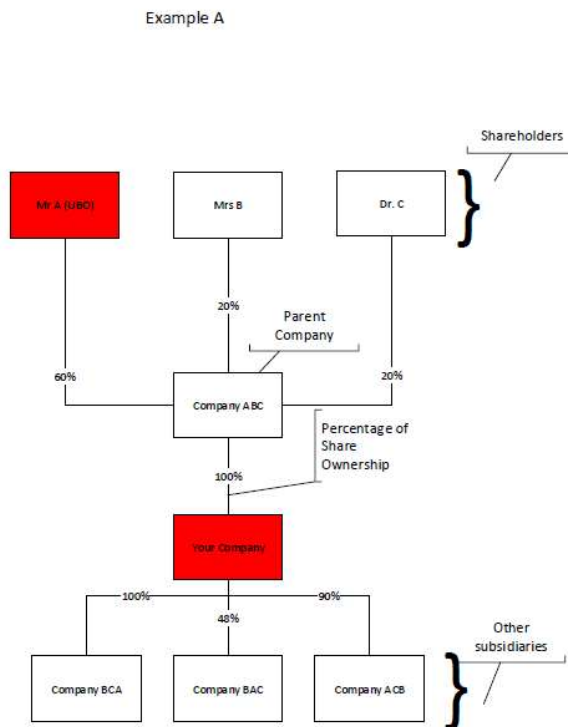 Example A
Shareholders
Mr A (UBO)
Mrs B
Dr. C
20%
Parent
Company
60%
20%
Company ABC
Percentage of
Share
Ownership
100%
Your Company
100%
90%
48%
Other
subsidiaries
Company BCA
Company BAC
Company ACB